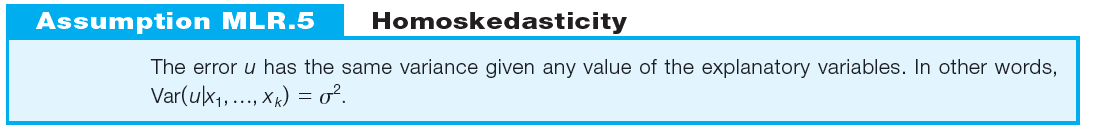 Assumption MLR.5 Homoskedasticity
The error u has the same variance given any value of the explanatory variables. In other words,
Var(u|x₁, ..., xₖ) = σ².